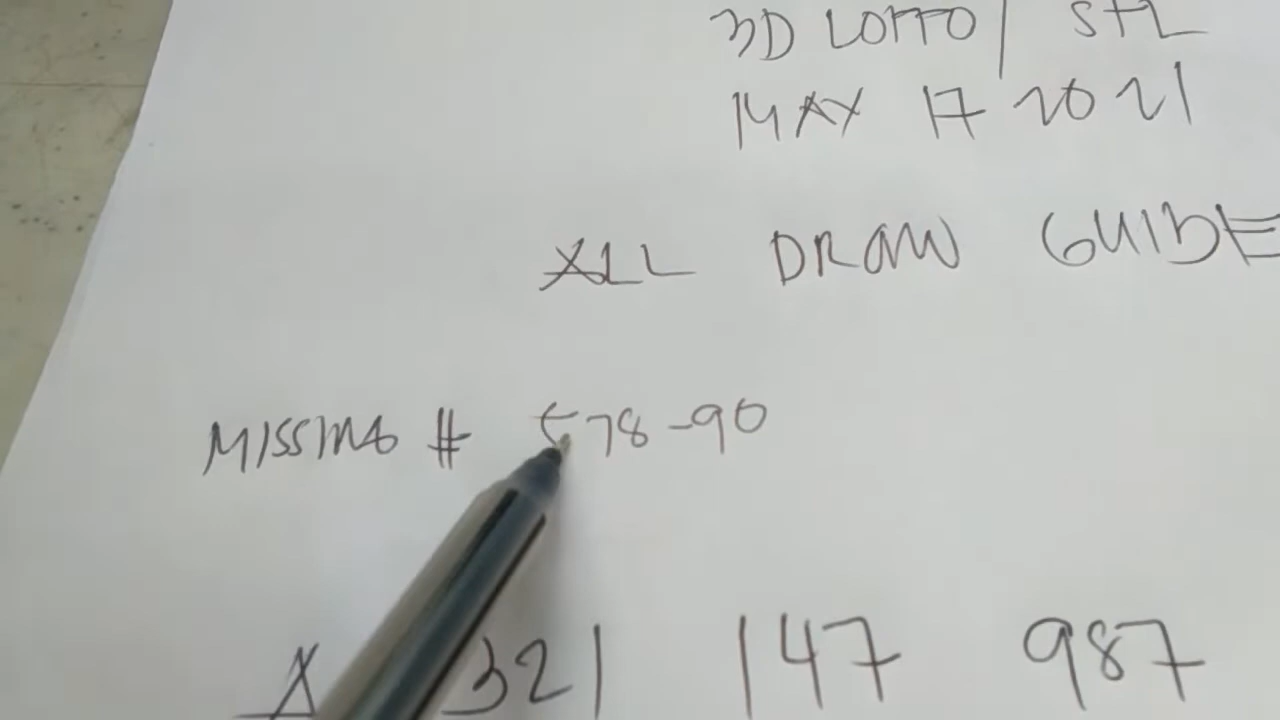 3D LOTTO / STL
MAY 17 2021
ALL DRAW GUIDE
MISSING # 578-90
A 321 147 987